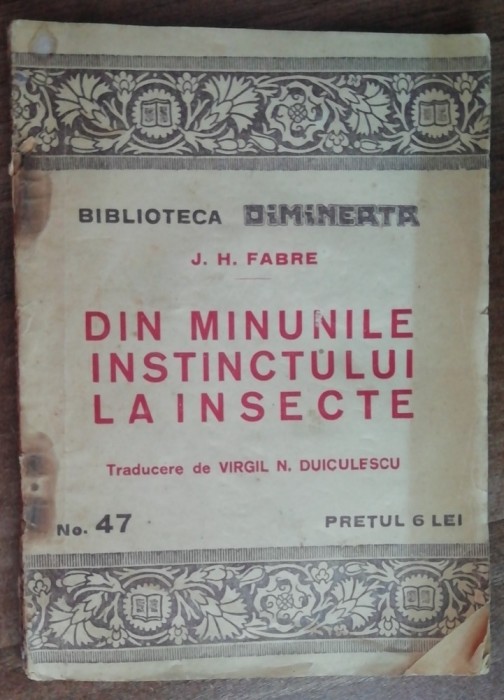 BIBLIOTECA DiMiNEAȚA
J. H. FABRE
DIN MINUNILE
INSTINCTULUI
LA INSECTE
Traducere de VIRGIL N. DUICULESCU
No. 47 PREȚUL 6 LEI